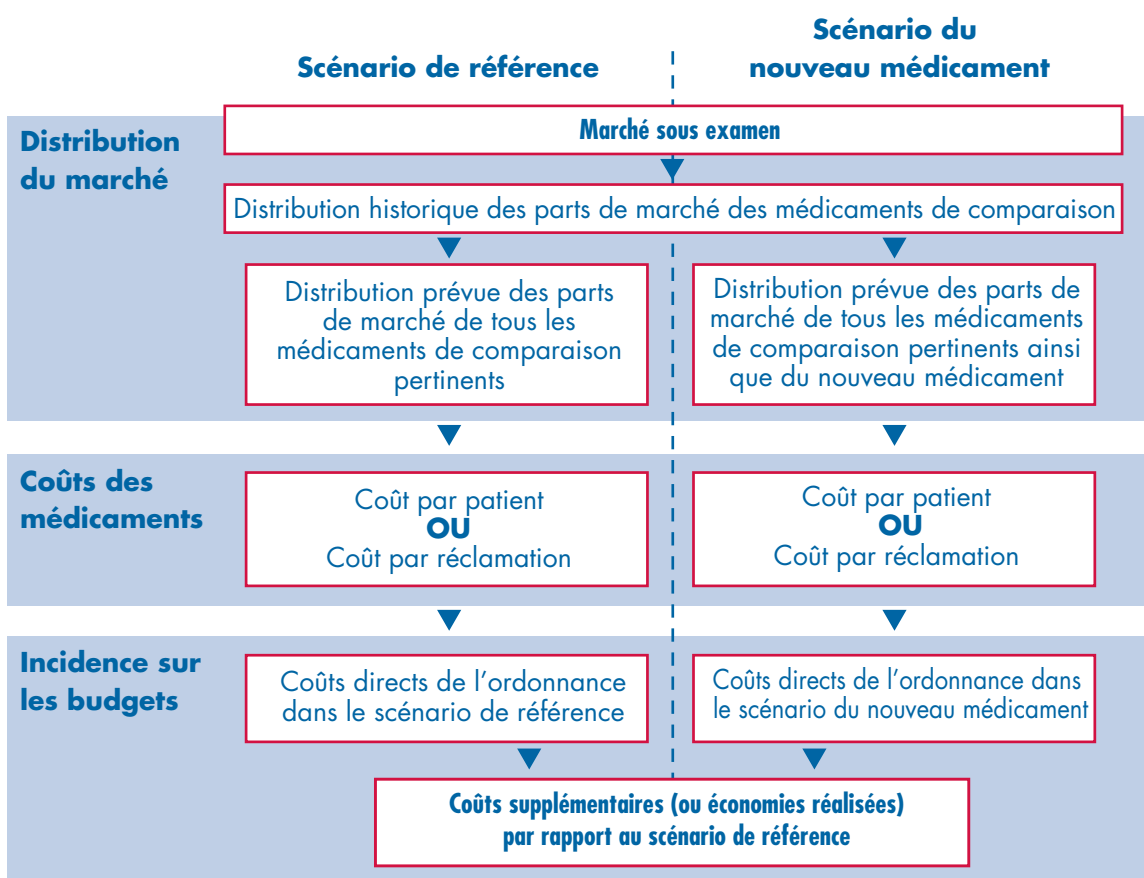 Scénario de référence
Scénario du
nouveau médicament
Distribution
du marché
Marché sous examen
Distribution historique des parts de marché des médicaments de comparaison
Distribution prévue des parts
de marché de tous les
médicaments de comparaison
pertinents
Distribution prévue des parts de
marché de tous les médicaments
de comparaison pertinents ainsi
que du nouveau médicament
Coûts des
médicaments
Coût par patient
OU
Coût par réclamation
Coût par patient
OU
Coût par réclamation
Incidence sur
les budgets
Coûts directs de l’ordonnance
dans le scénario de référence
Coûts directs de l’ordonnance dans
le scénario du nouveau médicament
Coûts supplémentaires (ou économies réalisées)
par rapport au scénario de référence